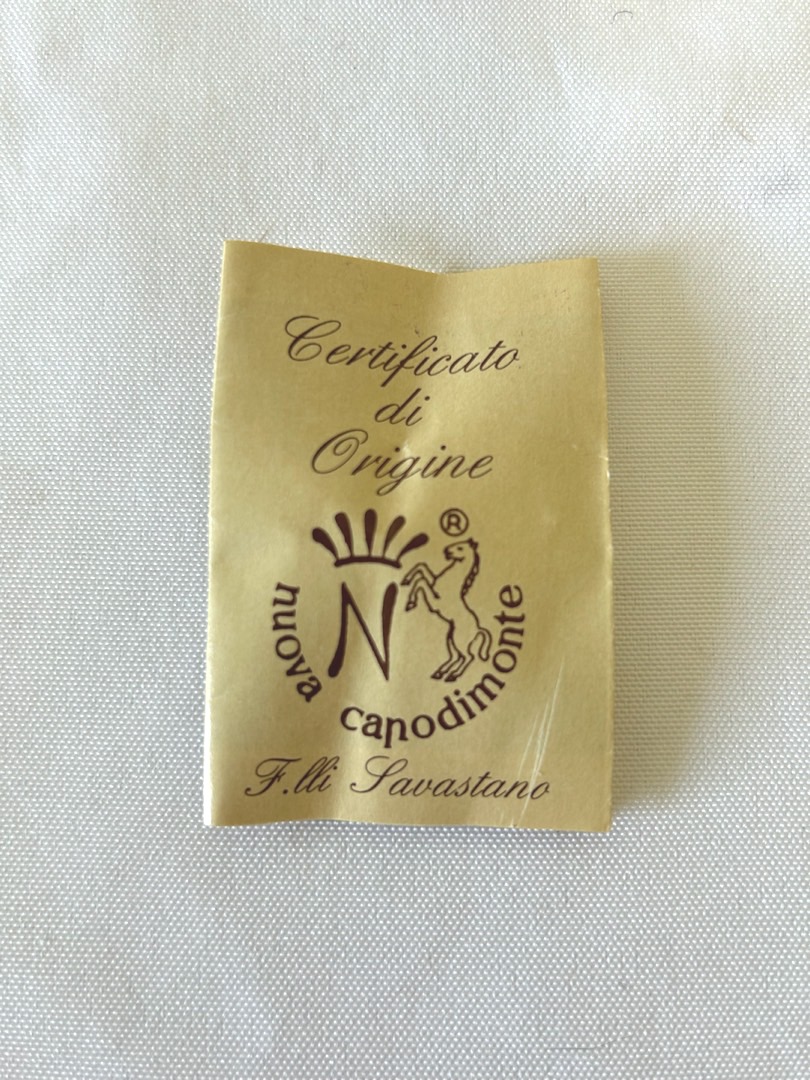 Certificato
di
Origine
®
N
nuova capodimonte
F.lli Savastano